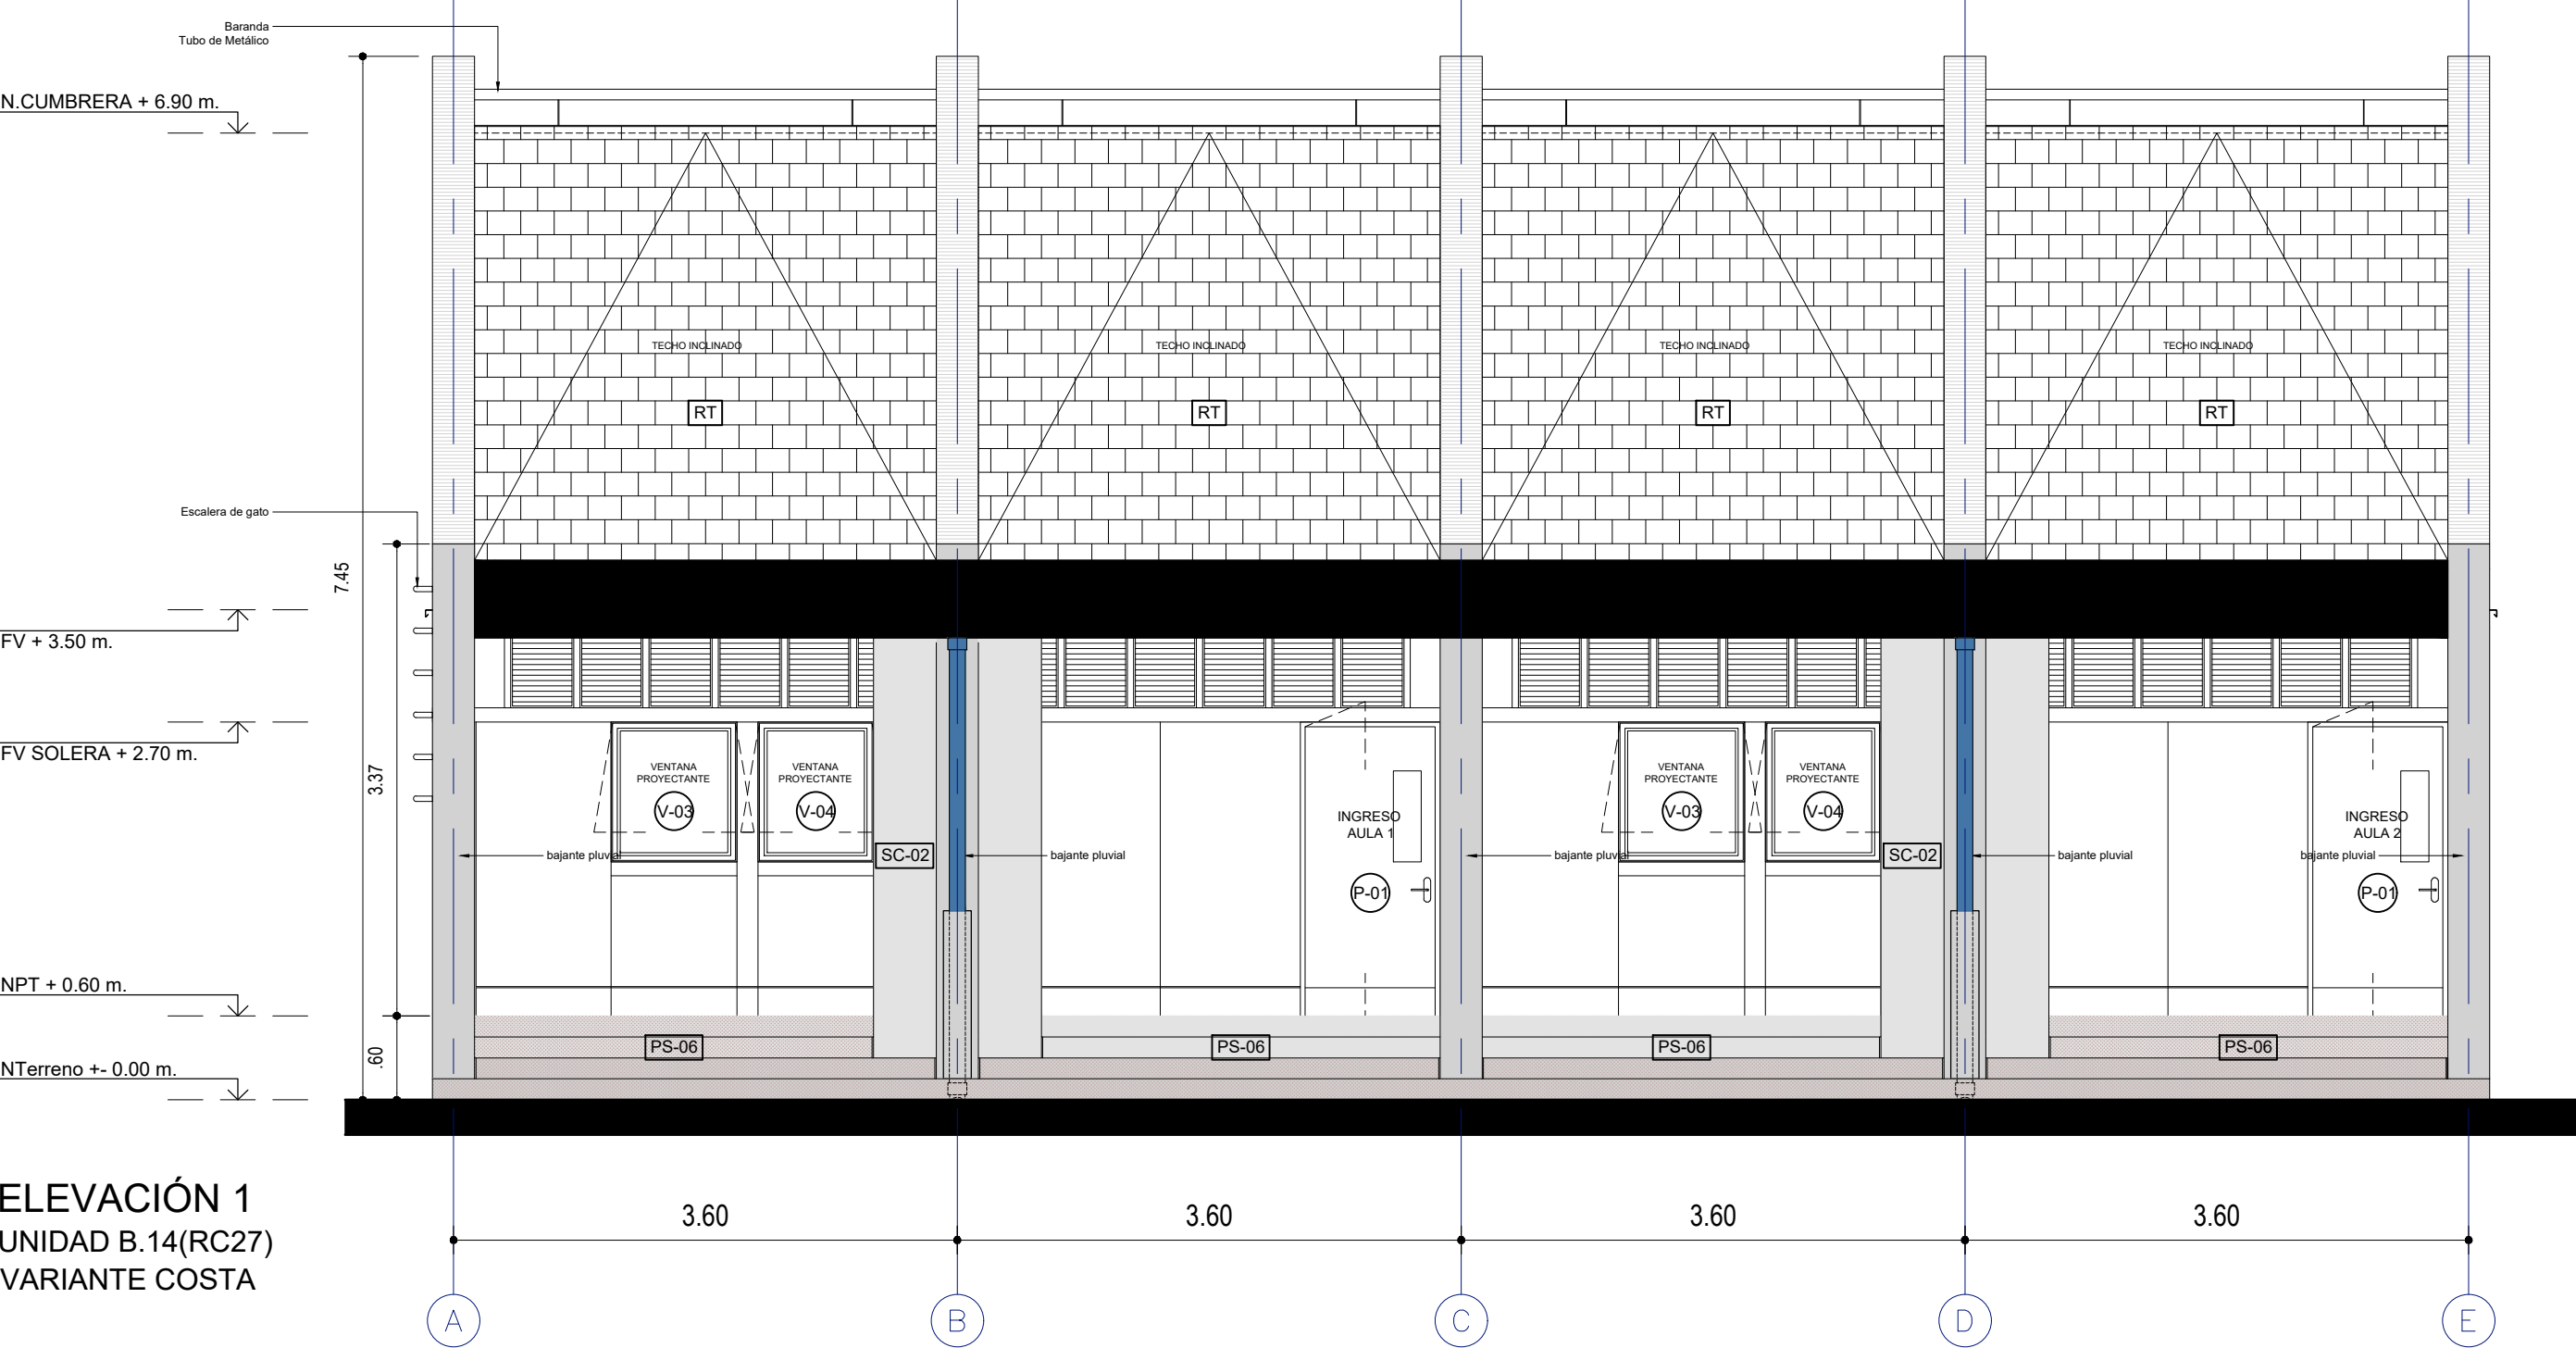 Baranda
Tubo de Metálico
N.CUMBRERA + 6.90 m.
TECHO INCLINADO
TECHO INCLINADO
TECHO INCLINADO
TECHO INCLINADO
RT
RT
RT
RT
Escalera de gato
7.45
FV + 3.50 m.
FV SOLERA + 2.70 m.
3.37
VENTANA
PROYECTANTE
V-03
VENTANA
PROYECTANTE
V-04
INGRESO
AULA 1
P-01
VENTANA
PROYECTANTE
V-03
VENTANA
PROYECTANTE
V-04
INGRESO
AULA 2
P-01
bajante pluvial
SC-02
bajante pluvial
bajante pluvial
SC-02
bajante pluvial
bajante pluvial
NPT + 0.60 m.
PS-06
PS-06
PS-06
PS-06
.60
NTerreno +- 0.00 m.
ELEVACIÓN 1
UNIDAD B.14(RC27)
VARIANTE COSTA
3.60
3.60
3.60
3.60
A
B
C
D
E